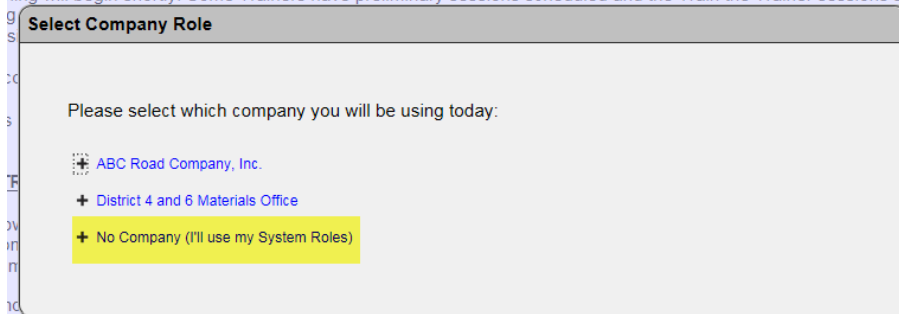 Select Company Role
Please select which company you will be using today:
ABC Road Company, Inc.
District 4 and 6 Materials Office
No Company (I'll use my System Roles)